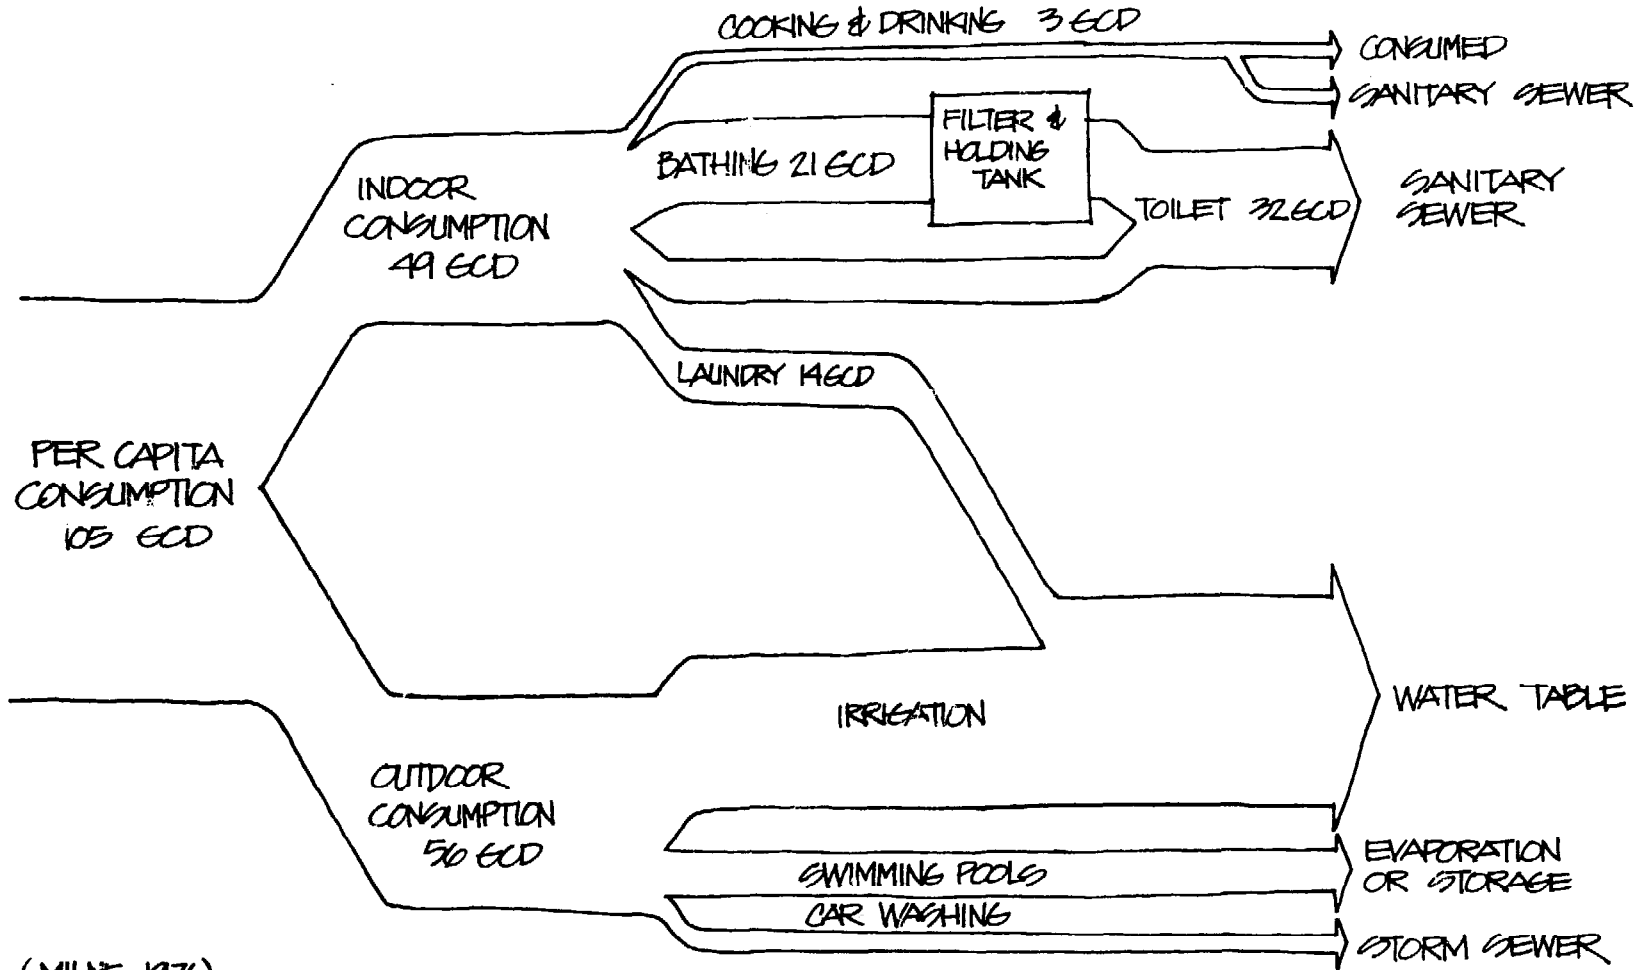 COOKING & DRINKING 3 GCD
CONSUMED
SANITARY SEWER
FILTER &
HOLDING
TANK
BATHING 21 GCD
INDOOR
CONSUMPTION
49 GCD
TOILET 32 GCD
SANITARY
SEWER
LAUNDRY 14 GCD
PER CAPITA
CONSUMPTION
105 GCD
IRRIGATION
WATER TABLE
OUTDOOR
CONSUMPTION
56 GCD
SWIMMING POOLS
EVAPORATION
OR STORAGE
CAR WASHING
STORM SEWER